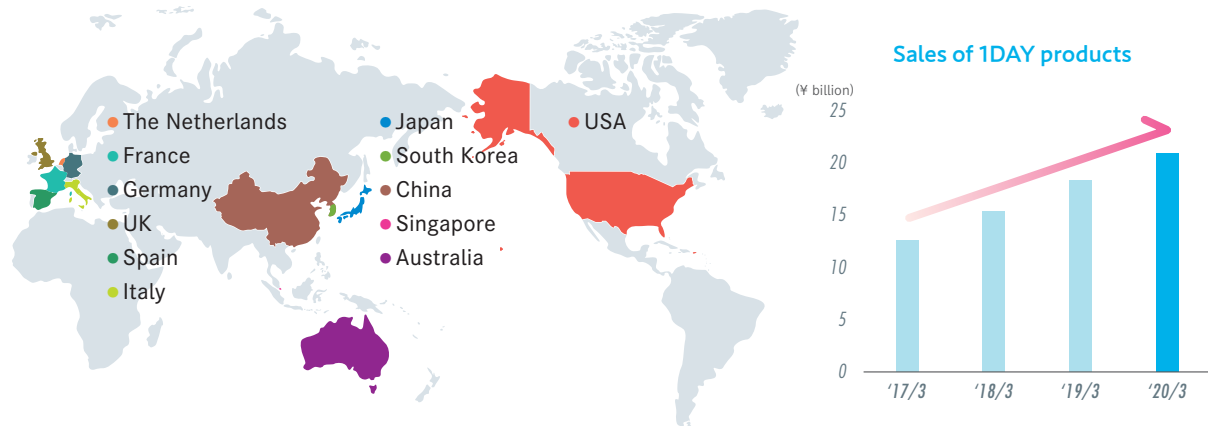 The Netherlands
France
Germany
UK
Spain
Italy
Japan
South Korea
China
Singapore
Australia
USA
Sales of 1DAY products
(¥ billion)
25
20
15
10
5
0
‘17/3
‘18/3
‘19/3
‘20/3